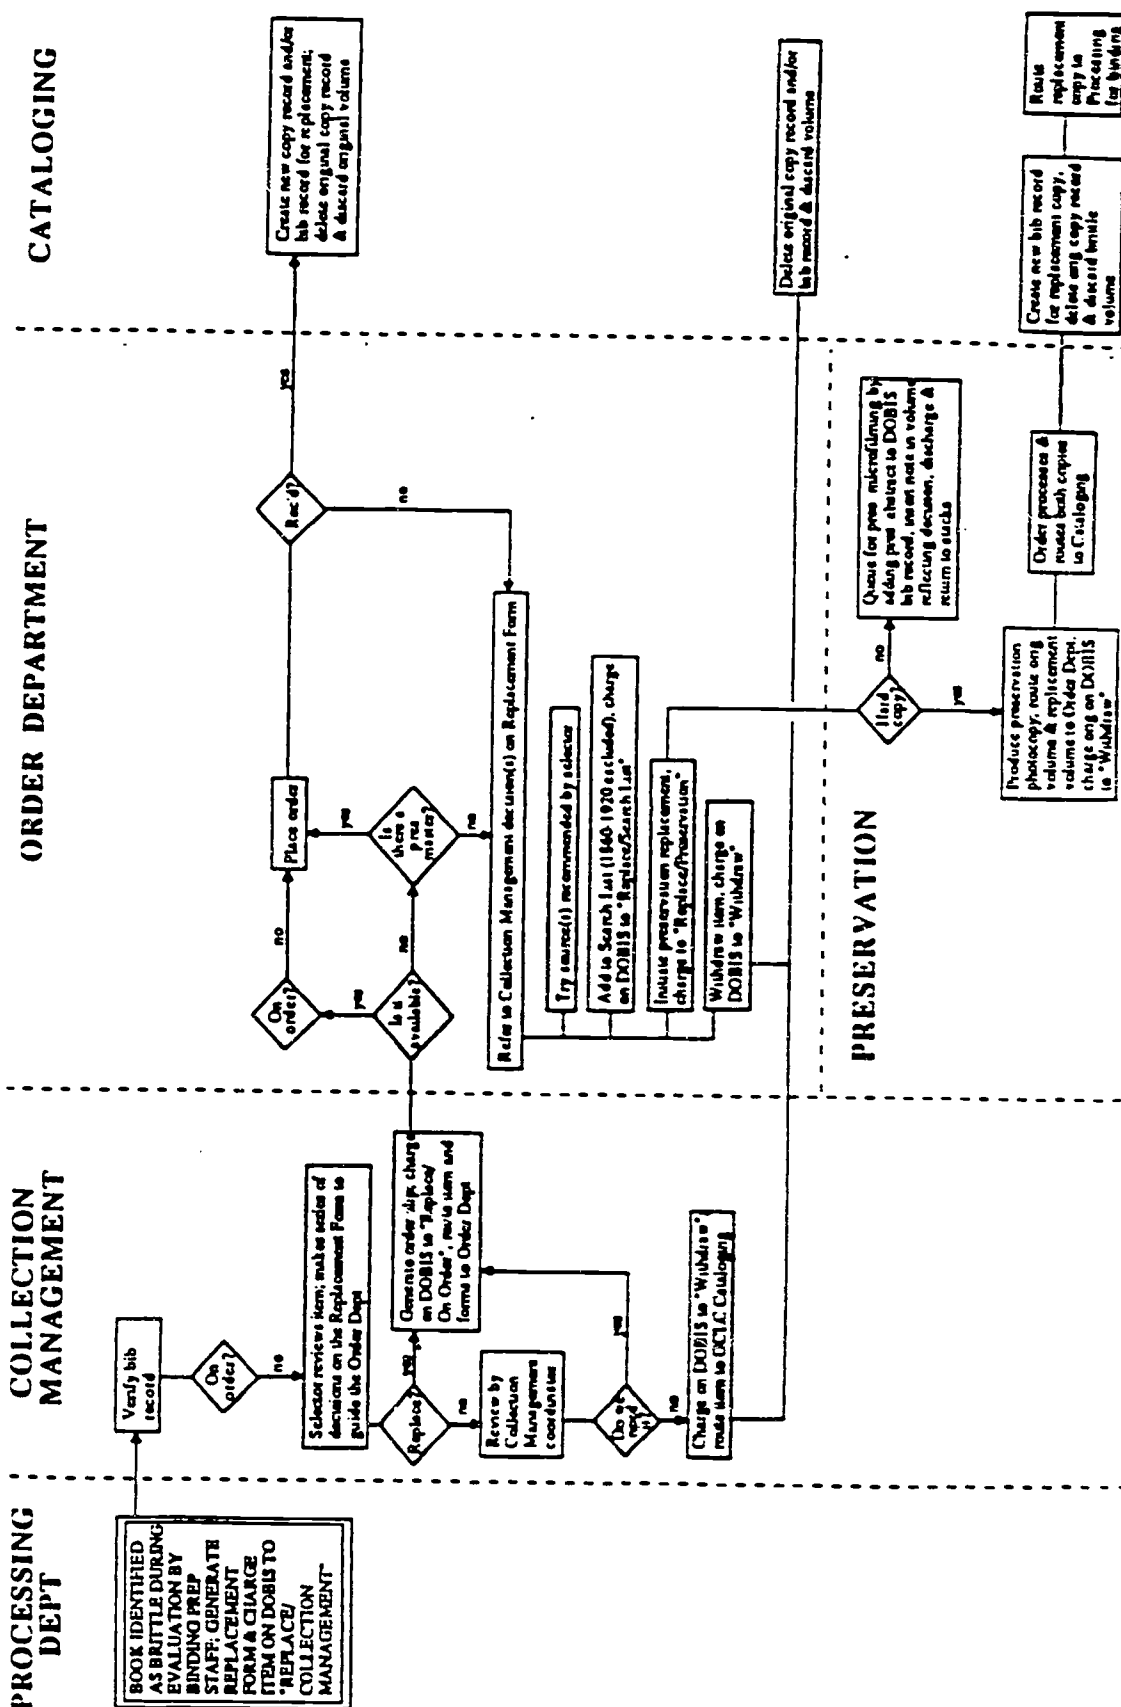 PROCESSING
DEPT
BOOK IDENTIFIED
AS BRITTLE DURING
EVALUATION BY
BINDING PREP
STAFF; GENERATE
REPLACEMENT
FORM & CHARGE
ITEM ON DOBIS TO
"REPLACE/
COLLECTION
MANAGEMENT"
COLLECTION
MANAGEMENT
Verify bib
record
On
order?
no
Selector reviews item; makes series of
decisions on the Replacement Form to
guide the Order Dept
Replace?
yes
no
Generate order slip; charge
on DOBIS to "Replace/
On Order", route item and
forms to Order Dept
Review by
Collection
Management
coordinator
Do we
need
it?
yes
no
Charge on DOBIS to "Withdraw",
route item to OCLC Cataloging
ORDER DEPARTMENT
On
order?
no
yes
Place order
Is it
available?
no
yes
Is
there a
pres
master?
no
Rec'd?
yes
no
Refer to Collection Management decision(s) on Replacement Form
Try source(s) recommended by selector
Add to Search List (1860-1920 excluded), charge
on DOBIS to "Replace/Search List"
Initiate preservation replacement,
charge to "Replace/Preservation"
Withdraw item, charge on
DOBIS to "Withdraw"
PRESERVATION
Hard
copy?
no
yes
Queue for pres microfilming by
adding pres abstract to DOBIS
bib record, insert note in volume
reflecting decision, discharge &
return to stacks
Produce preservation
photocopy, route orig
volume & replacement
volume to Order Dept.
charge orig on DOBIS
to "Withdraw"
Order processes &
routes both copies
to Cataloging
CATALOGING
Create new copy record and/or
bib record for replacement;
delete original copy record
& discard original volume
Delete original copy record and/or
bib record & discard volume
Create new bib record
for replacement copy,
delete orig copy record
& discard brittle
volume
Route
replacement
copy to
Processing
for binding